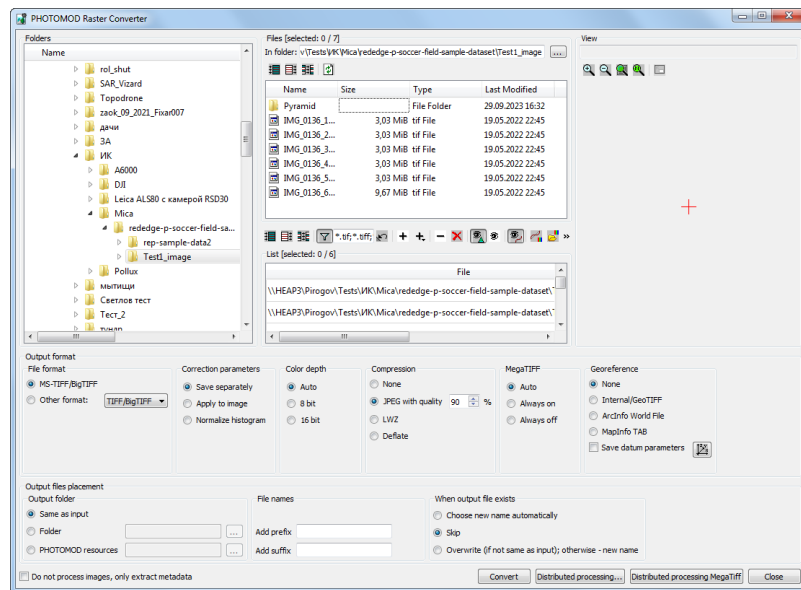 PHOTOMOD Raster Converter
Folders
Name
rol_shut
SAR_Vizard
Topodrone
zaok_09_2021_Fixar007
дачи
ЗА
ИК
A6000
DJI
Leica ALS80 с камерой RSD30
Mica
rededge-p-soccer-field-sa...
rep-sample-data2
Test1_image
Pollux
мытищи
Светлов тест
Тест_2
Files [selected: 0 / 7]
In folder: v\Tests\ИК\Mica\rededge-p-soccer-field-sample-dataset\Test1_image ...
Name Size Type Last Modified
Pyramid File Folder 29.09.2023 16:32
IMG_0136_1... 3,03 MiB tif File 19.05.2022 22:45
IMG_0136_2... 3,03 MiB tif File 19.05.2022 22:45
IMG_0136_3... 3,03 MiB tif File 19.05.2022 22:45
IMG_0136_4... 3,03 MiB tif File 19.05.2022 22:45
IMG_0136_5... 3,03 MiB tif File 19.05.2022 22:45
IMG_0136_6... 9,67 MiB tif File 19.05.2022 22:45
*.tif;*.tiff;
List [selected: 0 / 6]
File
\\HEAP3\Pirogov\Tests\ИК\Mica\rededge-p-soccer-field-sample-dataset\
\\HEAP3\Pirogov\Tests\ИК\Mica\rededge-p-soccer-field-sample-dataset\
View
Output format
File format
MS-TIFF/BigTIFF
Other format: TIFF/BigTIFF
Correction parameters
Save separately
Apply to image
Normalize histogram
Color depth
Auto
8 bit
16 bit
Compression
None
JPEG with quality 90 %
LWZ
Deflate
MegaTIFF
Auto
Always on
Always off
Georeference
None
Internal/GeoTIFF
ArcInfo World File
MapInfo TAB
Save datum parameters
Output files placement
Output folder
Same as input
Folder ...
PHOTOMOD resources ...
File names
Add prefix
Add suffix
When output file exists
Choose new name automatically
Skip
Overwrite (if not same as input); otherwise - new name
Do not process images, only extract metadata
Convert
Distributed processing...
Distributed processing MegaTiff
Close